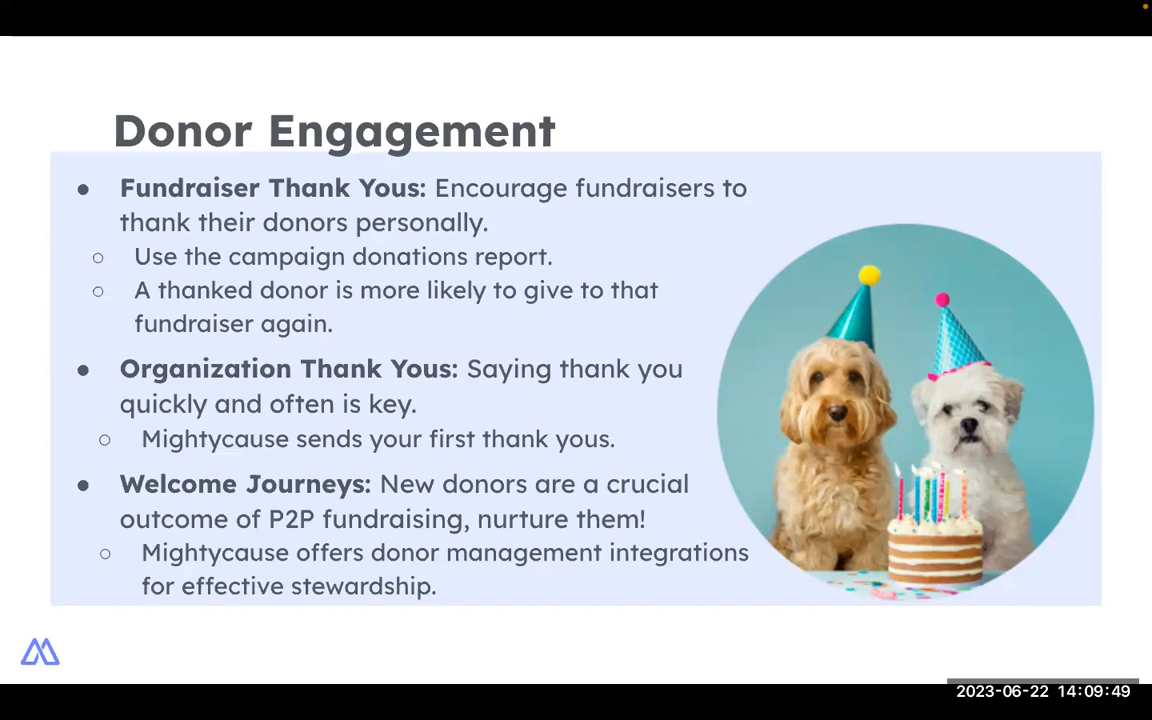 Donor Engagement
● Fundraiser Thank Yous: Encourage fundraisers to
thank their donors personally.
○ Use the campaign donations report.
○ A thanked donor is more likely to give to that
fundraiser again.
● Organization Thank Yous: Saying thank you
quickly and often is key.
○ Mightycause sends your first thank yous.
● Welcome Journeys: New donors are a crucial
outcome of P2P fundraising, nurture them!
○ Mightycause offers donor management integrations
for effective stewardship.
2023-06-22 14:09:49